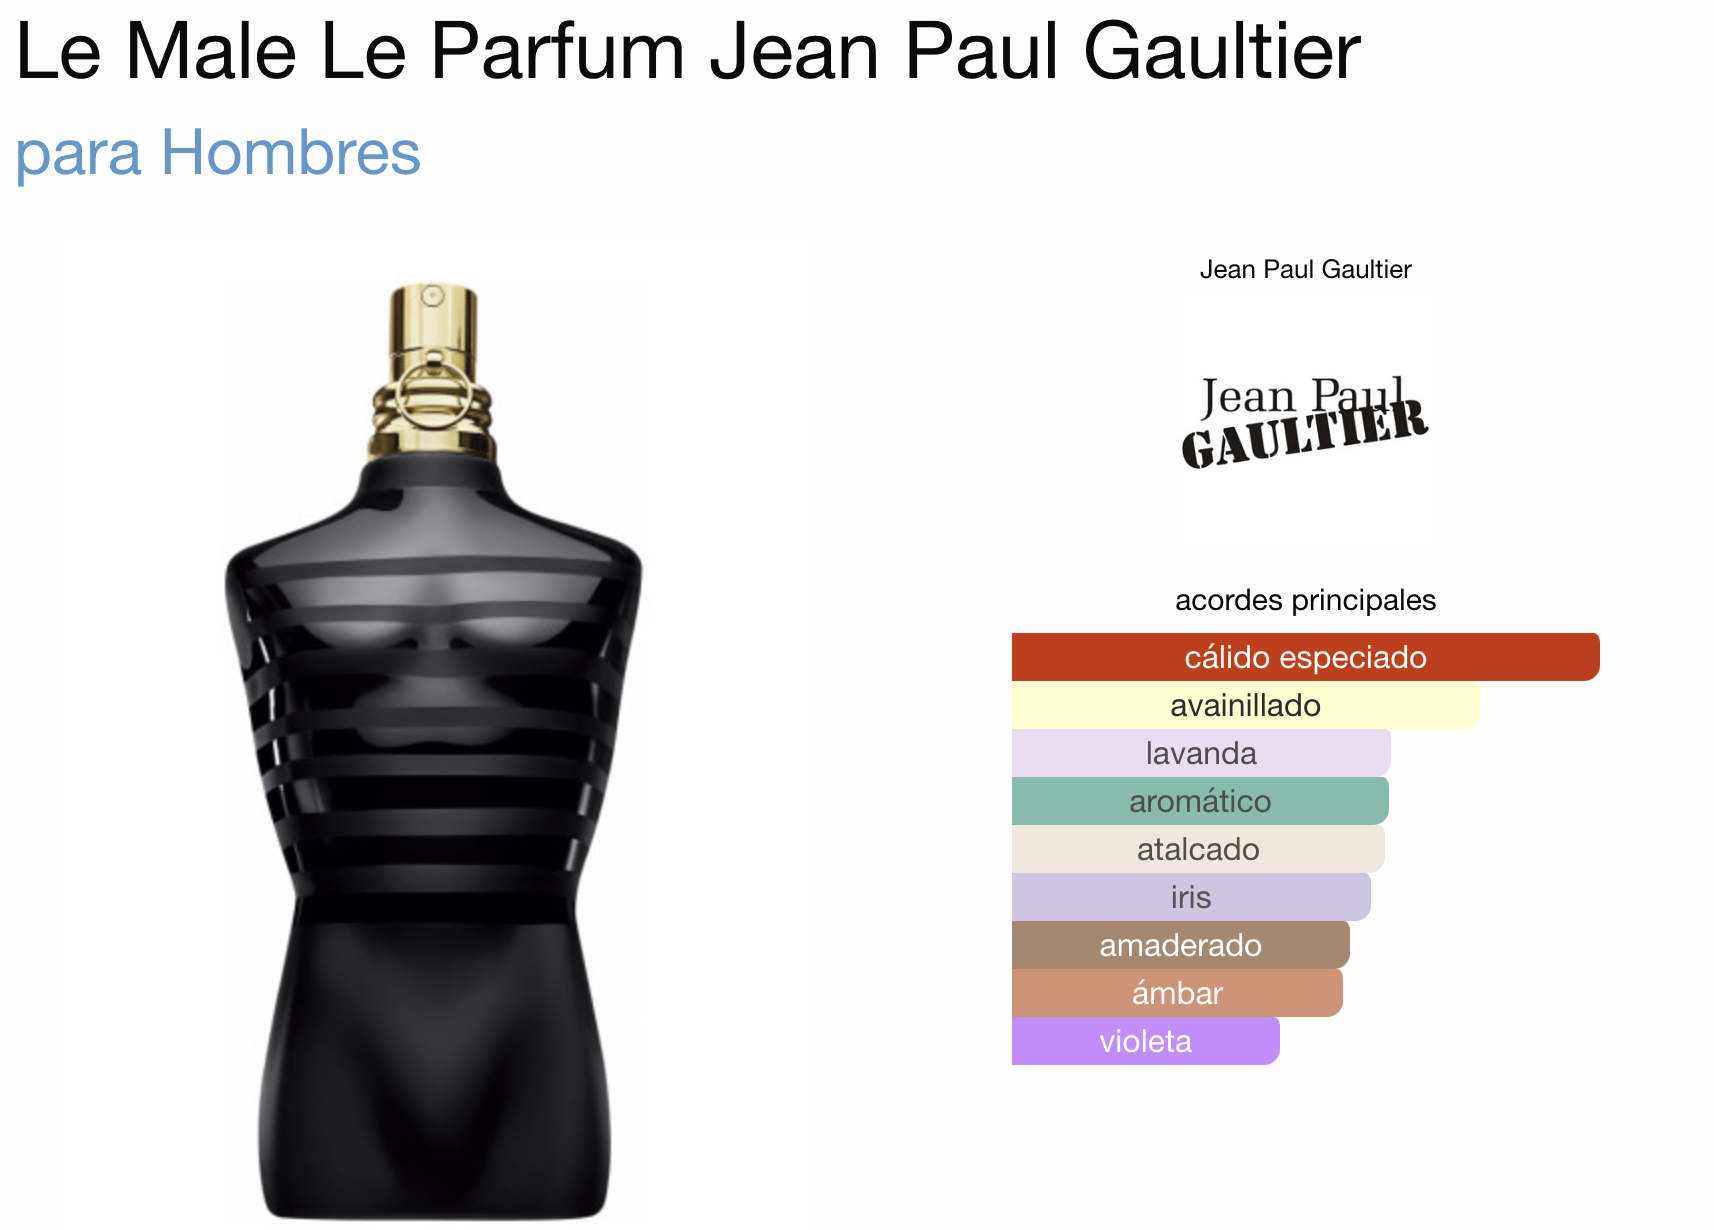 Le Male Le Parfum Jean Paul Gaultier
para Hombres
Jean Paul Gaultier
Jean Paul
GAULTIER
acordes principales
cálido especiado
avainillado
lavanda
aromático
atalcado
iris
amaderado
ámbar
violeta